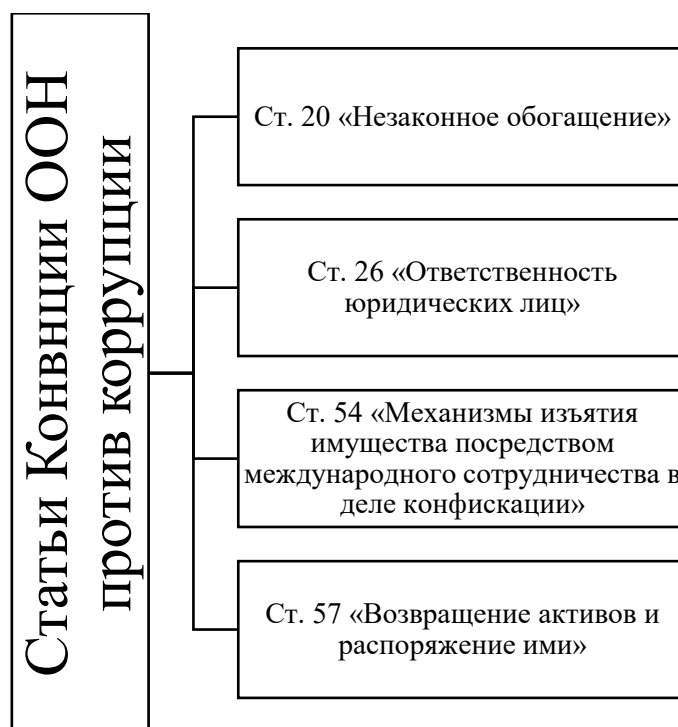 Статьи Конвнции ООН
против коррупции
Ст. 20 «Незаконное обогащение»
Ст. 26 «Ответственность
юридических лиц»
Ст. 54 «Механизмы изъятия
имущества посредством
международного сотрудничества в
деле конфискации»
Ст. 57 «Возвращение активов и
распоряжение ими»